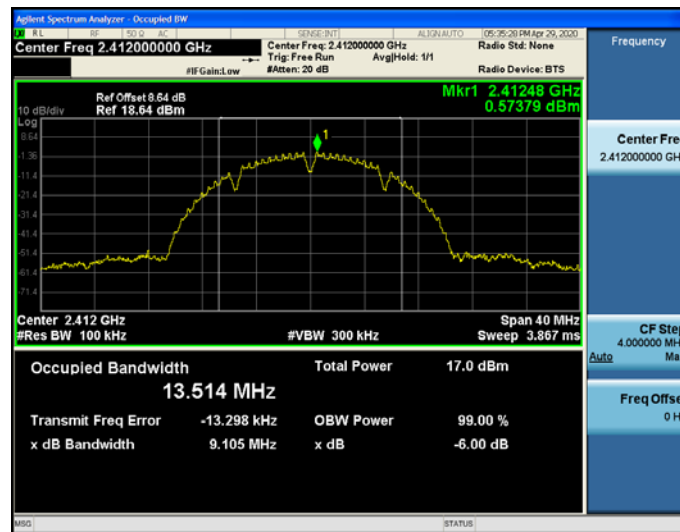 Agilent Spectrum Analyzer - Occupied BW
RL RF 50 Ω AC SENSE:INT ALIGN AUTO 05:35:28 PM Apr 29, 2020
Center Freq 2.412000000 GHz Center Freq: 2.412000000 GHz Radio Std: None
Trig: Free Run Avg|Hold: 1/1
#IFGain:Low #Atten: 20 dB Radio Device: BTS
Frequency
Ref Offset 8.64 dB Mkr1 2.41248 GHz
10 dB/div Ref 18.64 dBm 0.57379 dBm
Log
8.64
1
-1.36
-11.4
-21.4
-31.4
-41.4
-51.4
-61.4
-71.4
Center Fre
2.412000000 GH
Center 2.412 GHz Span 40 MHz
#Res BW 100 kHz #VBW 300 kHz Sweep 3.867 ms
CF Step
4.000000 MH
Auto Ma
Occupied Bandwidth Total Power 17.0 dBm
13.514 MHz
Transmit Freq Error -13.298 kHz OBW Power 99.00 %
x dB Bandwidth 9.105 MHz x dB -6.00 dB
Freq Offse
0 H
MSG STATUS